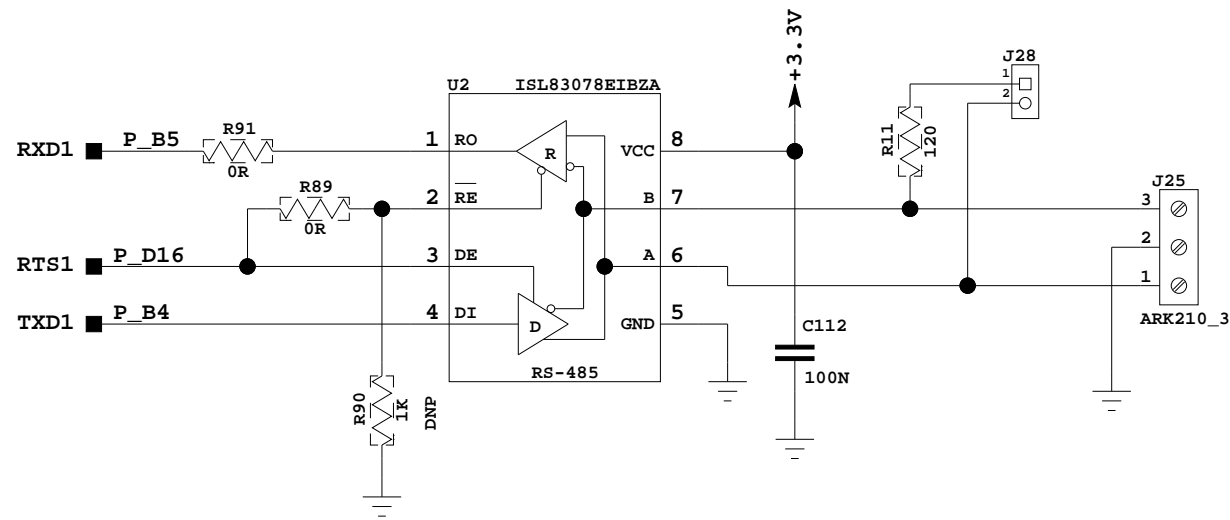 +3.3V
J28
1
2
U2 ISL83078EIBZA
RXD1 P_B5 R91 0R
1 RO R VCC 8
R11 120
R89 0R
2 RE B 7
J25
3
2
1
ARK210_3
RTS1 P_D16
3 DE A 6
TXD1 P_B4
4 DI D GND 5
RS-485
C112
100N
R90 1K DNP